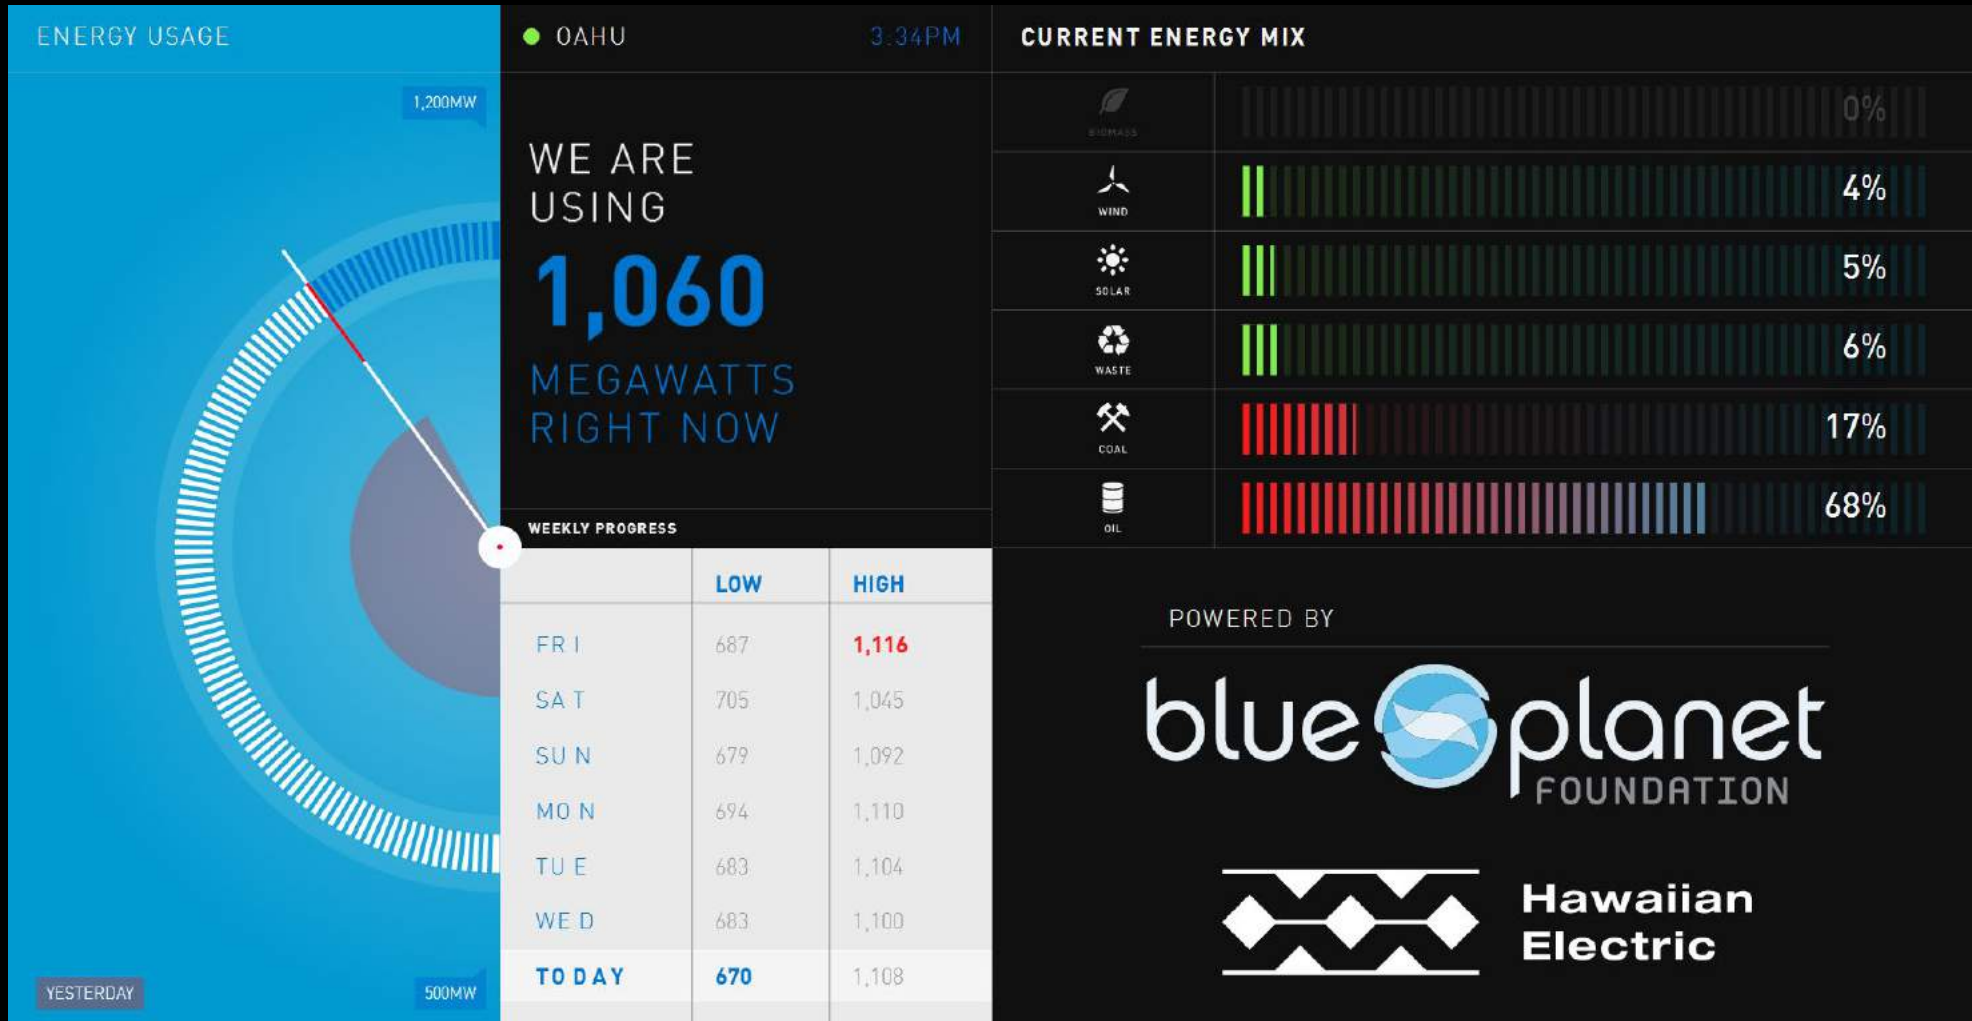 ENERGY USAGE
1,200MW
YESTERDAY
500MW
OAHU 3:34PM
WE ARE
USING
1,060
MEGAWATTS
RIGHT NOW
WEEKLY PROGRESS
LOW HIGH
FRI 687 1,116
SAT 705 1,045
SUN 679 1,092
MON 694 1,110
TUE 683 1,104
WED 683 1,100
TODAY 670 1,108
CURRENT ENERGY MIX
BIOMASS 0%
WIND 4%
SOLAR 5%
WASTE 6%
COAL 17%
OIL 68%
POWERED BY
blue planet
FOUNDATION
Hawaiian
Electric